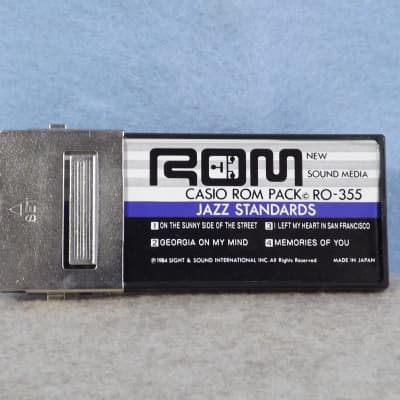 SET
ROM NEW
SOUND MEDIA
CASIO ROM PACK © RO-355
JAZZ STANDARDS
1 ON THE SUNNY SIDE OF THE STREET 3 I LEFT MY HEART IN SAN FRANCISCO
2 GEORGIA ON MY MIND 4 MEMORIES OF YOU
Ⓟ1984 SIGHT & SOUND INTERNATIONAL INC. All Rights Reserved MADE IN JAPAN